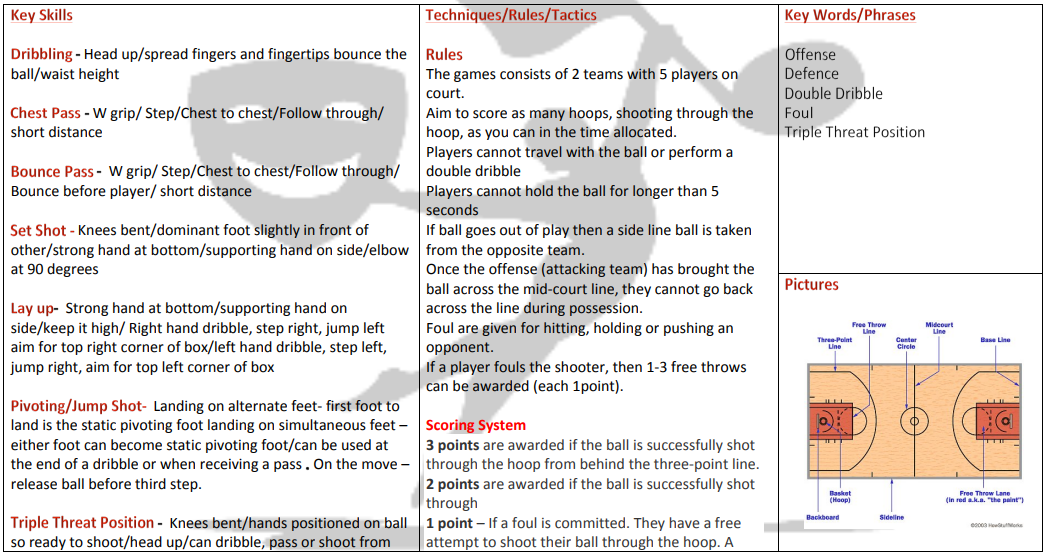 Key Skills
Dribbling - Head up/spread fingers and fingertips bounce the
ball/waist height
Chest Pass - W grip/ Step/Chest to chest/Follow through/
short distance
Bounce Pass - W grip/ Step/Chest to chest/Follow through/
Bounce before player/ short distance
Set Shot - Knees bent/dominant foot slightly in front of
other/strong hand at bottom/supporting hand on side/elbow
at 90 degrees
Lay up- Strong hand at bottom/supporting hand on
side/keep it high/ Right hand dribble, step right, jump left
aim for top right corner of box/left hand dribble, step left,
jump right, aim for top left corner of box
Pivoting/Jump Shot- Landing on alternate feet- first foot to
land is the static pivoting foot landing on simultaneous feet –
either foot can become static pivoting foot/can be used at
the end of a dribble or when receiving a pass . On the move –
release ball before third step.
Triple Threat Position - Knees bent/hands positioned on ball
so ready to shoot/head up/can dribble, pass or shoot from
Techniques/Rules/Tactics
Rules
The games consists of 2 teams with 5 players on
court.
Aim to score as many hoops, shooting through the
hoop, as you can in the time allocated.
Players cannot travel with the ball or perform a
double dribble
Players cannot hold the ball for longer than 5
seconds
If ball goes out of play then a side line ball is taken
from the opposite team.
Once the offense (attacking team) has brought the
ball across the mid-court line, they cannot go back
across the line during possession.
Foul are given for hitting, holding or pushing an
opponent.
If a player fouls the shooter, then 1-3 free throws
can be awarded (each 1point).
Scoring System
3 points are awarded if the ball is successfully shot
through the hoop from behind the three-point line.
2 points are awarded if the ball is successfully shot
through
1 point – If a foul is committed. They have a free
attempt to shoot their ball through the hoop. A
Key Words/Phrases
Offense
Defence
Double Dribble
Foul
Triple Threat Position
Pictures
Three-Point
Line
Free Throw
Line
Center
Circle
Midcourt
Line
Base Line
Backboard
Basket
(Hoop)
Sideline
Free Throw Lane
(in red a.k.a. "the paint")
©2003 HowStuffWorks